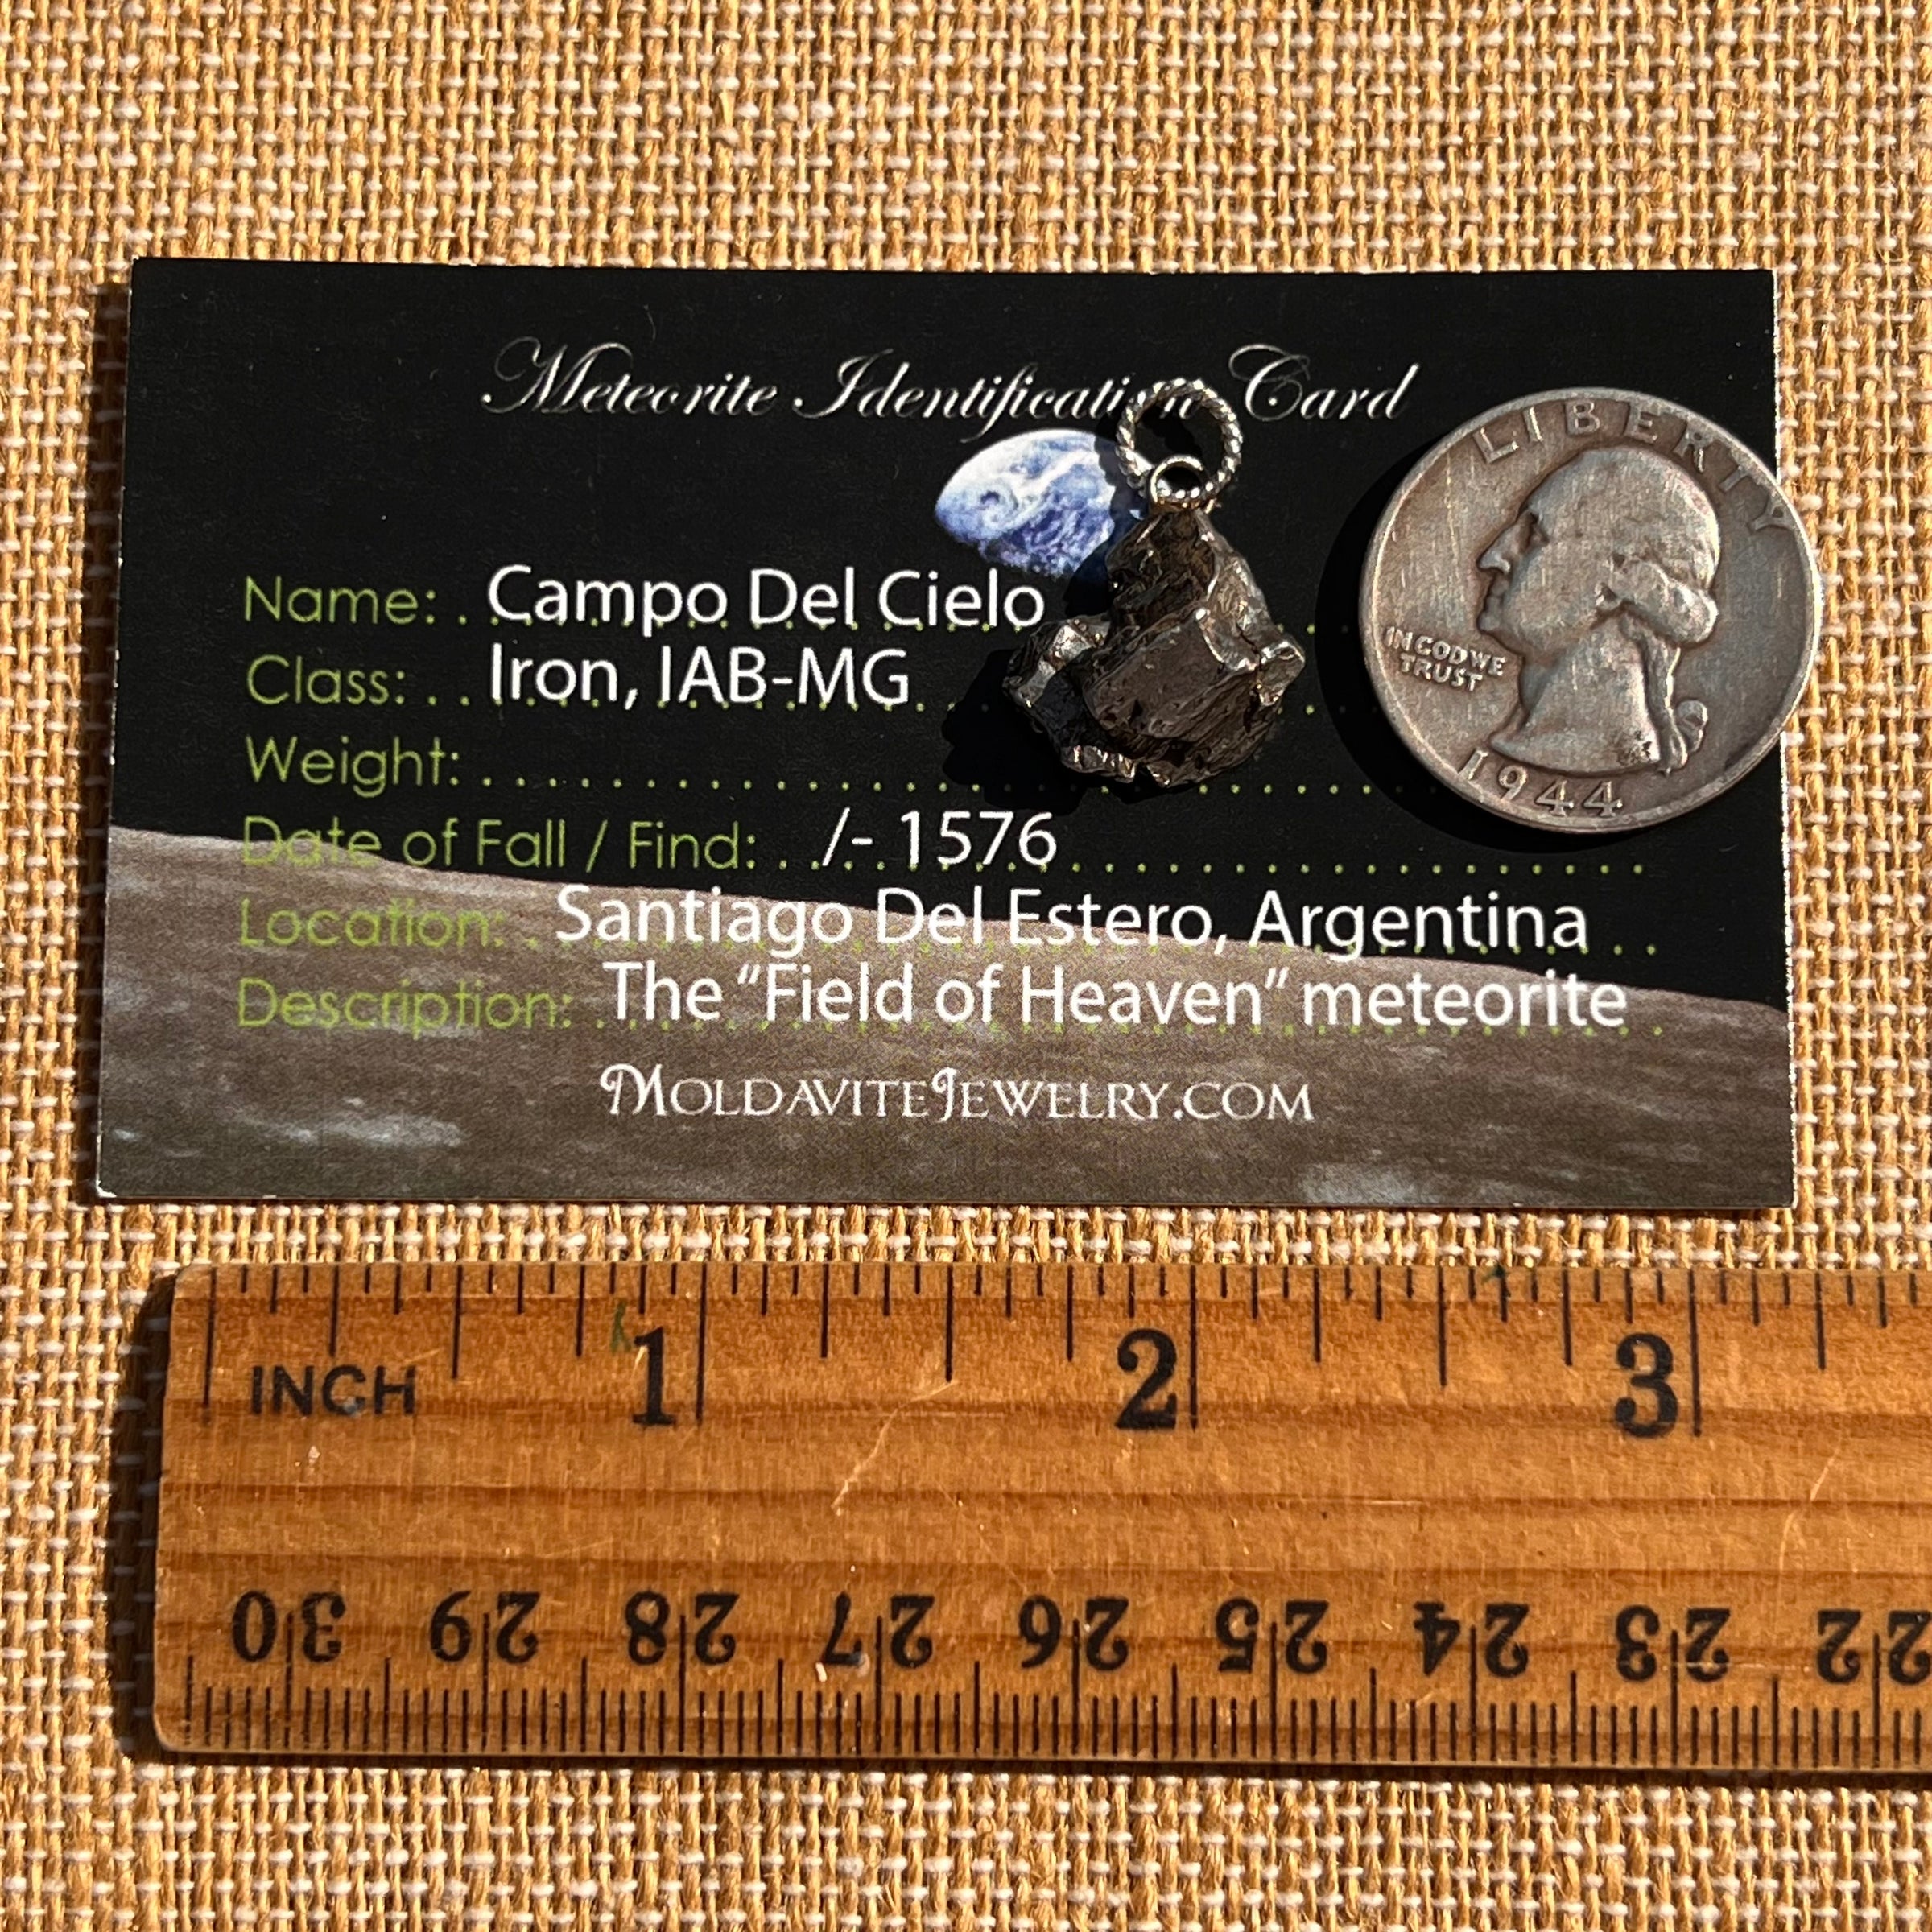 Meteorite Identification Card
Name: . Campo Del Cielo
Class: . . Iron, IAB-MG
Weight: . . . . . . . . . . . . . . . . . . . . . . . . . . . . . . . . . . . . . .
Date of Fall / Find: . . /- 1576 . . . . . . . . . . . . . . . . . . . . . .
Location: . Santiago Del Estero, Argentina . .
Description: . The "Field of Heaven" meteorite .
MOLDAVITEJEWELRY.COM
LIBERTY
IN GOD WE
TRUST
1944
INCH 1 2 3
30 29 28 27 26 25 24 23 22